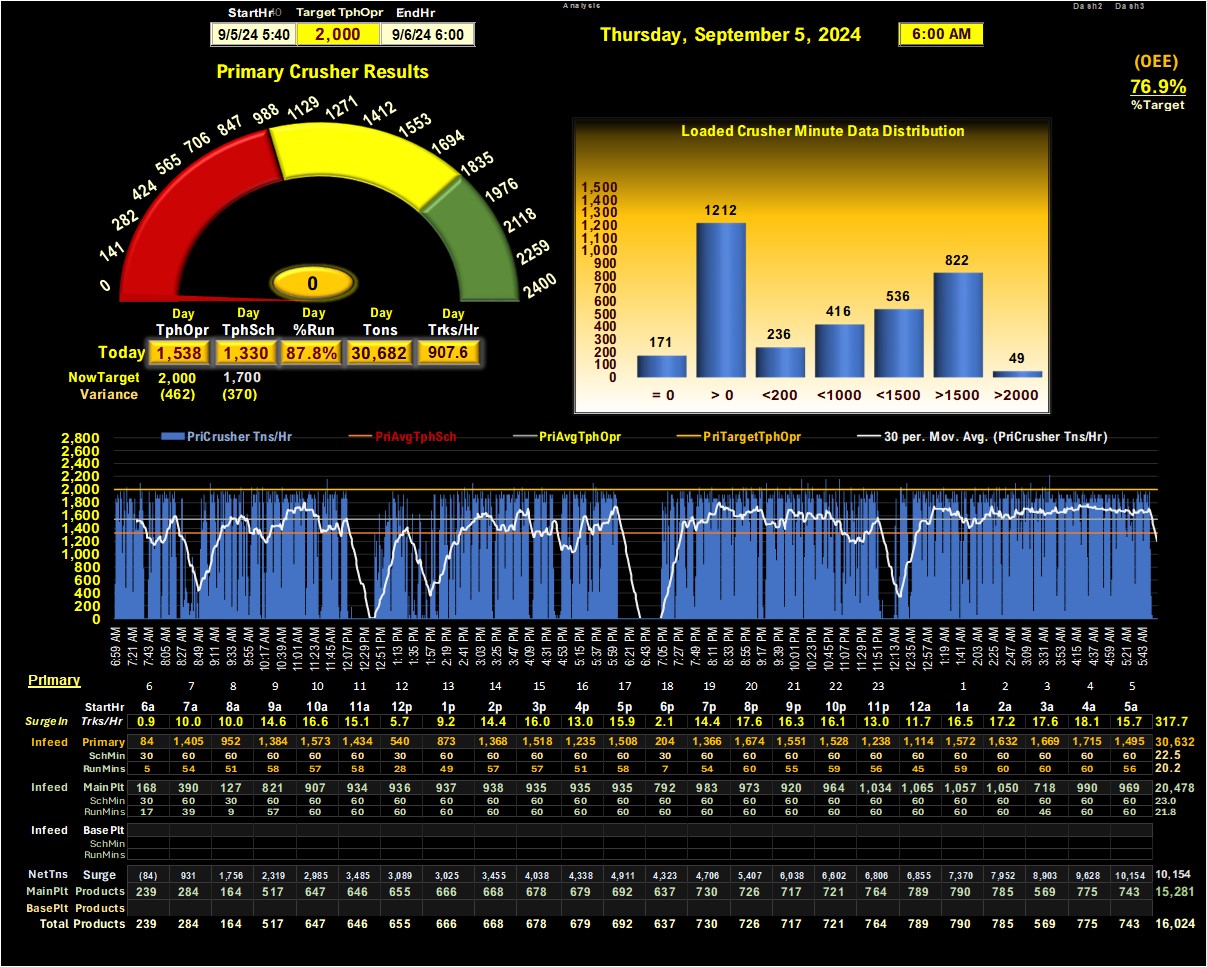 StartHr Target TphOpr EndHr
9/5/24 5:40 2,000 9/6/24 6:00
Analysis
Dash2 Dash3
Thursday, September 5, 2024 6:00 AM
(OEE)
76.9%
%Target
Primary Crusher Results
0 141 282 424 565 706 847 988 1129 1271 1412 1553 1694 1835 1976 2118 2259 2400
0
Day Day Day Day Day
TphOpr TphSch %Run Tons Trks/Hr
Today 1,538 1,330 87.8% 30,682 907.6
NowTarget 2,000 1,700
Variance (462) (370)
Loaded Crusher Minute Data Distribution
1,500
1,400
1,300
1,200
1,100
1,000
900
800
700
600
500
400
300
200
100
0
171 1212 236 416 536 822 49
= 0 > 0 <200 <1000 <1500 >1500 >2000
PriCrusher Tns/Hr PriAvgTphSch PriAvgTphOpr PriTargetTphOpr 30 per. Mov. Avg. (PriCrusher Tns/Hr)
2,800
2,600
2,400
2,200
2,000
1,800
1,600
1,400
1,200
1,000
800
600
400
200
0
6:59 AM 7:21 AM 7:43 AM 8:05 AM 8:27 AM 8:49 AM 9:11 AM 9:33 AM 9:55 AM 10:17 AM 10:39 AM 11:01 AM 11:23 AM 11:45 AM 12:07 PM 12:29 PM 12:51 PM 1:13 PM 1:35 PM 1:57 PM 2:19 PM 2:41 PM 3:03 PM 3:25 PM 3:47 PM 4:09 PM 4:31 PM 4:53 PM 5:15 PM 5:37 PM 5:59 PM 6:21 PM 6:43 PM 7:05 PM 7:27 PM 7:49 PM 8:11 PM 8:33 PM 8:55 PM 9:17 PM 9:39 PM 10:01 PM 10:23 PM 10:45 PM 11:07 PM 11:29 PM 11:51 PM 12:13 AM 12:35 AM 12:57 AM 1:19 AM 1:41 AM 2:03 AM 2:25 AM 2:47 AM 3:09 AM 3:31 AM 3:53 AM 4:15 AM 4:37 AM 4:59 AM 5:21 AM 5:43 AM
Primary
6 7 8 9 10 11 12 13 14 15 16 17 18 19 20 21 22 23 1 2 3 4 5
StartHr 6a 7a 8a 9a 10a 11a 12p 1p 2p 3p 4p 5p 6p 7p 8p 9p 10p 11p 12a 1a 2a 3a 4a 5a
SurgeIn Trks/Hr 0.9 10.0 10.0 14.6 16.6 15.1 5.7 9.2 14.4 16.0 13.0 15.9 2.1 14.4 17.6 16.3 16.1 13.0 11.7 16.5 17.2 17.6 18.1 15.7 317.7
Infeed Primary 84 1,405 952 1,384 1,573 1,434 540 873 1,368 1,518 1,235 1,508 204 1,366 1,674 1,551 1,528 1,238 1,114 1,572 1,632 1,669 1,715 1,495 30,632
SchMin 30 60 60 60 60 60 30 60 60 60 60 60 30 60 60 60 60 60 60 60 60 60 60 60 22.5
RunMins 5 54 51 58 57 58 28 49 57 57 51 58 7 54 60 55 59 56 45 59 60 60 60 56 20.2
Infeed MainPlt 168 390 127 821 907 934 936 937 938 935 935 935 792 983 973 920 964 1,034 1,065 1,057 1,050 718 990 969 20,478
SchMin 30 60 30 60 60 60 60 60 60 60 60 60 60 60 60 60 60 60 60 60 60 60 60 60 23.0
RunMins 17 39 9 57 60 60 60 60 60 60 60 60 60 60 60 60 60 60 60 60 60 46 60 60 21.8
Infeed Base Plt
SchMin
RunMins
NetTns Surge (84) 931 1,756 2,319 2,985 3,485 3,089 3,025 3,455 4,038 4,338 4,911 4,323 4,706 5,407 6,038 6,602 6,806 6,855 7,370 7,952 8,903 9,628 10,154 10,154
MainPlt Products 239 284 164 517 647 646 655 666 668 678 679 692 637 730 726 717 721 764 789 790 785 569 775 743 15,281
BasePlt Products
Total Products 239 284 164 517 647 646 655 666 668 678 679 692 637 730 726 717 721 764 789 790 785 569 775 743 16,024